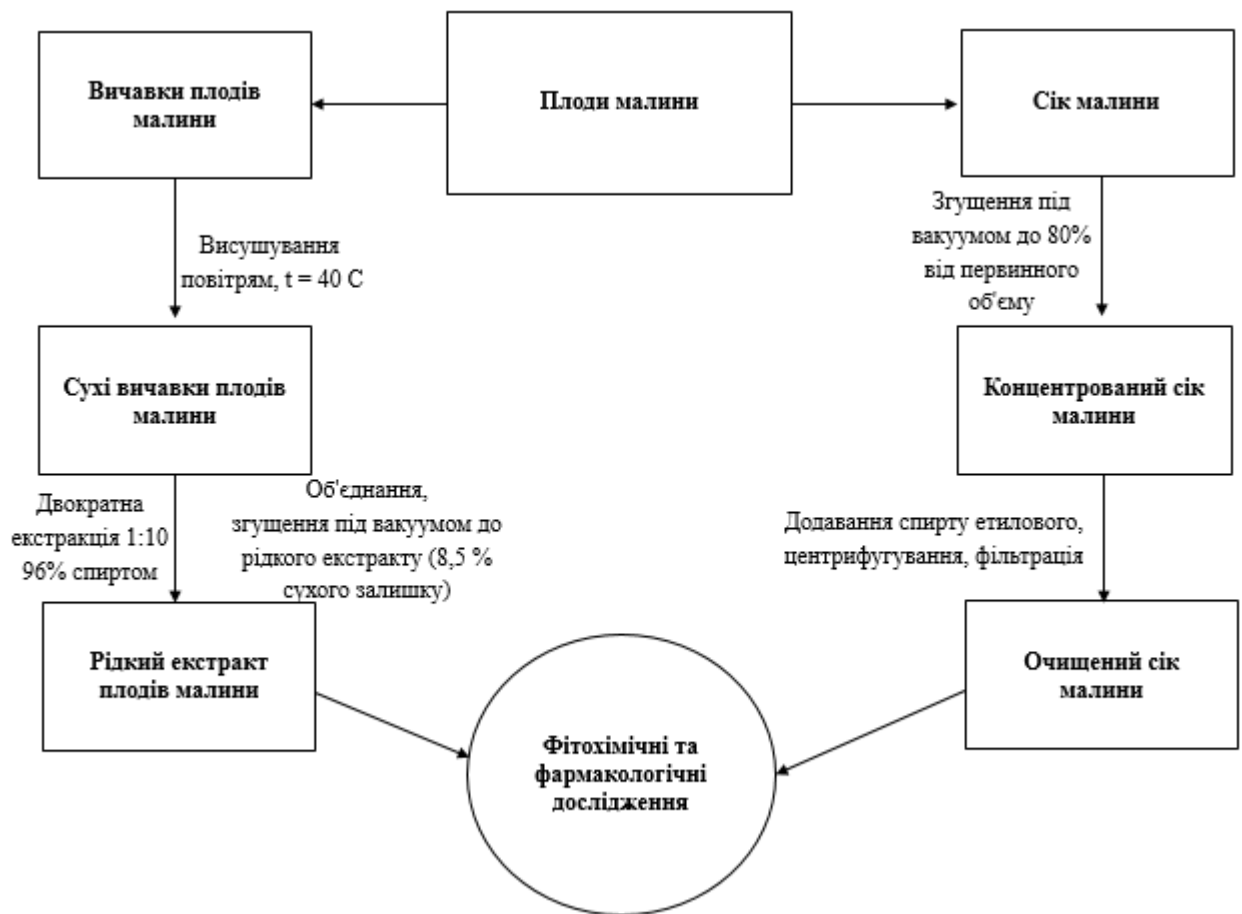 Вичавки плодів
малини
Плоди малини
Сік малини
Висушування
повітрям, t = 40 С
Згущення під
вакуумом до 80%
від первинного
об'єму
Сухі вичавки плодів
малини
Концентрований сік
малини
Двократна
екстракція 1:10
96% спиртом
Об'єднання,
згущення під вакуумом до
рідкого екстракту (8,5 %
сухого залишку)
Додавання спирту етилового,
центрифугування, фільтрація
Рідкий екстракт
плодів малини
Очищений сік
малини
Фітохімічні та
фармакологічні
дослідження